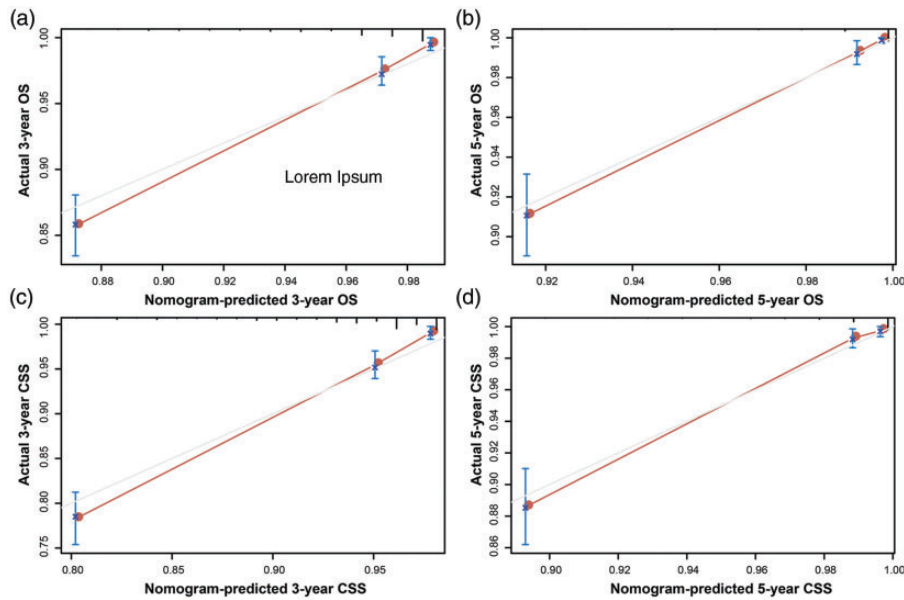 (a)
Actual 3-year OS
1.00
0.95
0.90
0.85
Lorem Ipsum
0.88 0.90 0.92 0.94 0.96 0.98
Nomogram-predicted 3-year OS
(b)
Actual 5-year OS
1.00
0.98
0.96
0.94
0.92
0.90
0.92 0.94 0.96 0.98 1.00
Nomogram-predicted 5-year OS
(c)
Actual 3-year CSS
1.00
0.95
0.90
0.85
0.80
0.75
0.80 0.85 0.90 0.95
Nomogram-predicted 3-year CSS
(d)
Actual 5-year CSS
1.00
0.98
0.96
0.94
0.92
0.90
0.88
0.86
0.90 0.92 0.94 0.96 0.98 1.00
Nomogram-predicted 5-year CSS